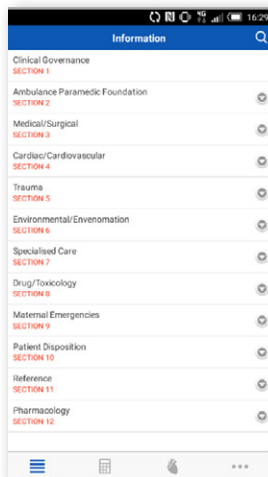 4G 16:29
Information
Clinical Governance
SECTION 1
Ambulance Paramedic Foundation
SECTION 2
Medical/Surgical
SECTION 3
Cardiac/Cardiovascular
SECTION 4
Trauma
SECTION 5
Environmental/Envenomation
SECTION 6
Specialised Care
SECTION 7
Drug/Toxicology
SECTION 8
Maternal Emergencies
SECTION 9
Patient Disposition
SECTION 10
Reference
SECTION 11
Pharmacology
SECTION 12